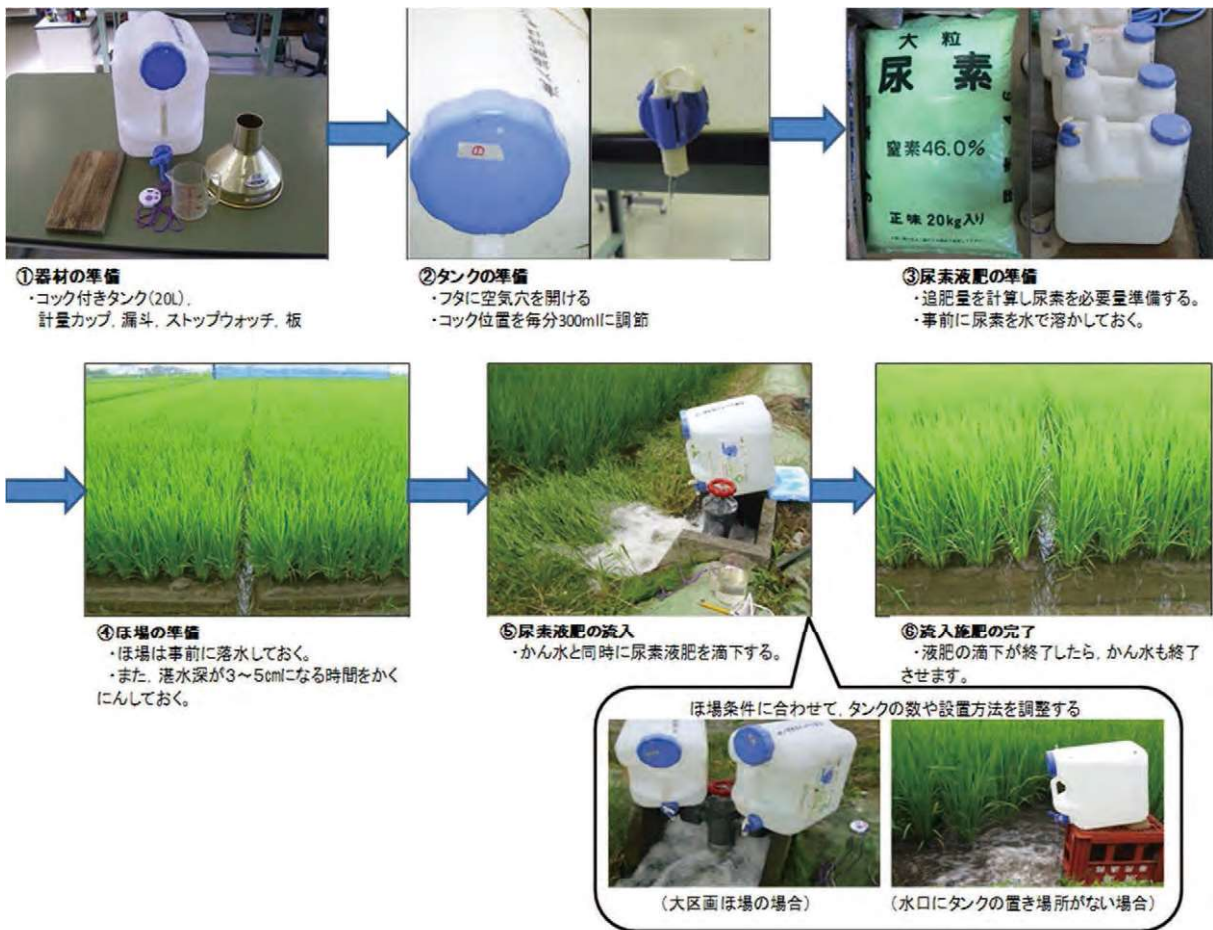 大粒
尿素
窒素46.0%
正味 20kg入り
①器材の準備
・コック付きタンク(20L),
計量カップ, 漏斗, ストップウォッチ, 板
②タンクの準備
・フタに空気穴を開ける
・コック位置を毎分300mlに調節
③尿素液肥の準備
・追肥量を計算し尿素を必要量準備する。
・事前に尿素を水で溶かしておく。
④ほ場の準備
・ほ場は事前に落水しておく。
・また, 湛水深が3～5cmになる時間をかく
にんしておく。
⑤尿素液肥の流入
・かん水と同時に尿素液肥を滴下する。
⑥流入施肥の完了
・液肥の滴下が終了したら, かん水も終了
させます。
ほ場条件に合わせて, タンクの数や設置方法を調整する
(大区画ほ場の場合)
(水口にタンクの置き場所がない場合)